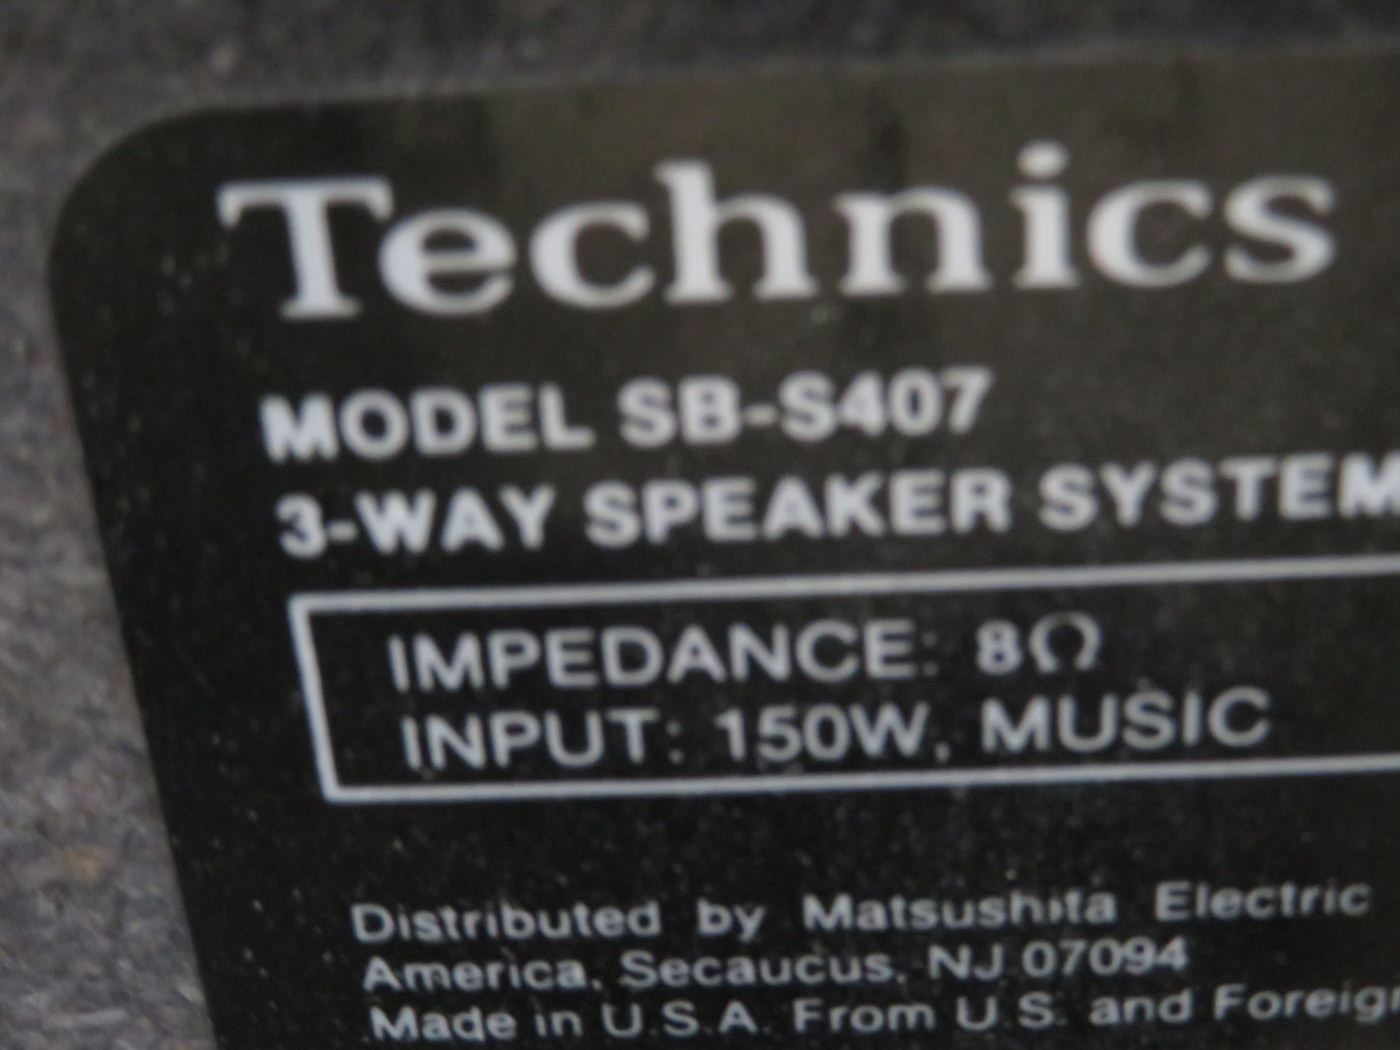 Technics
MODEL SB-S407
3-WAY SPEAKER SYSTEM
IMPEDANCE: 8Ω
INPUT: 150W, MUSIC
Distributed by Matsushita Electric
America, Secaucus, NJ 07094
Made in U.S.A. From U.S. and Foreign